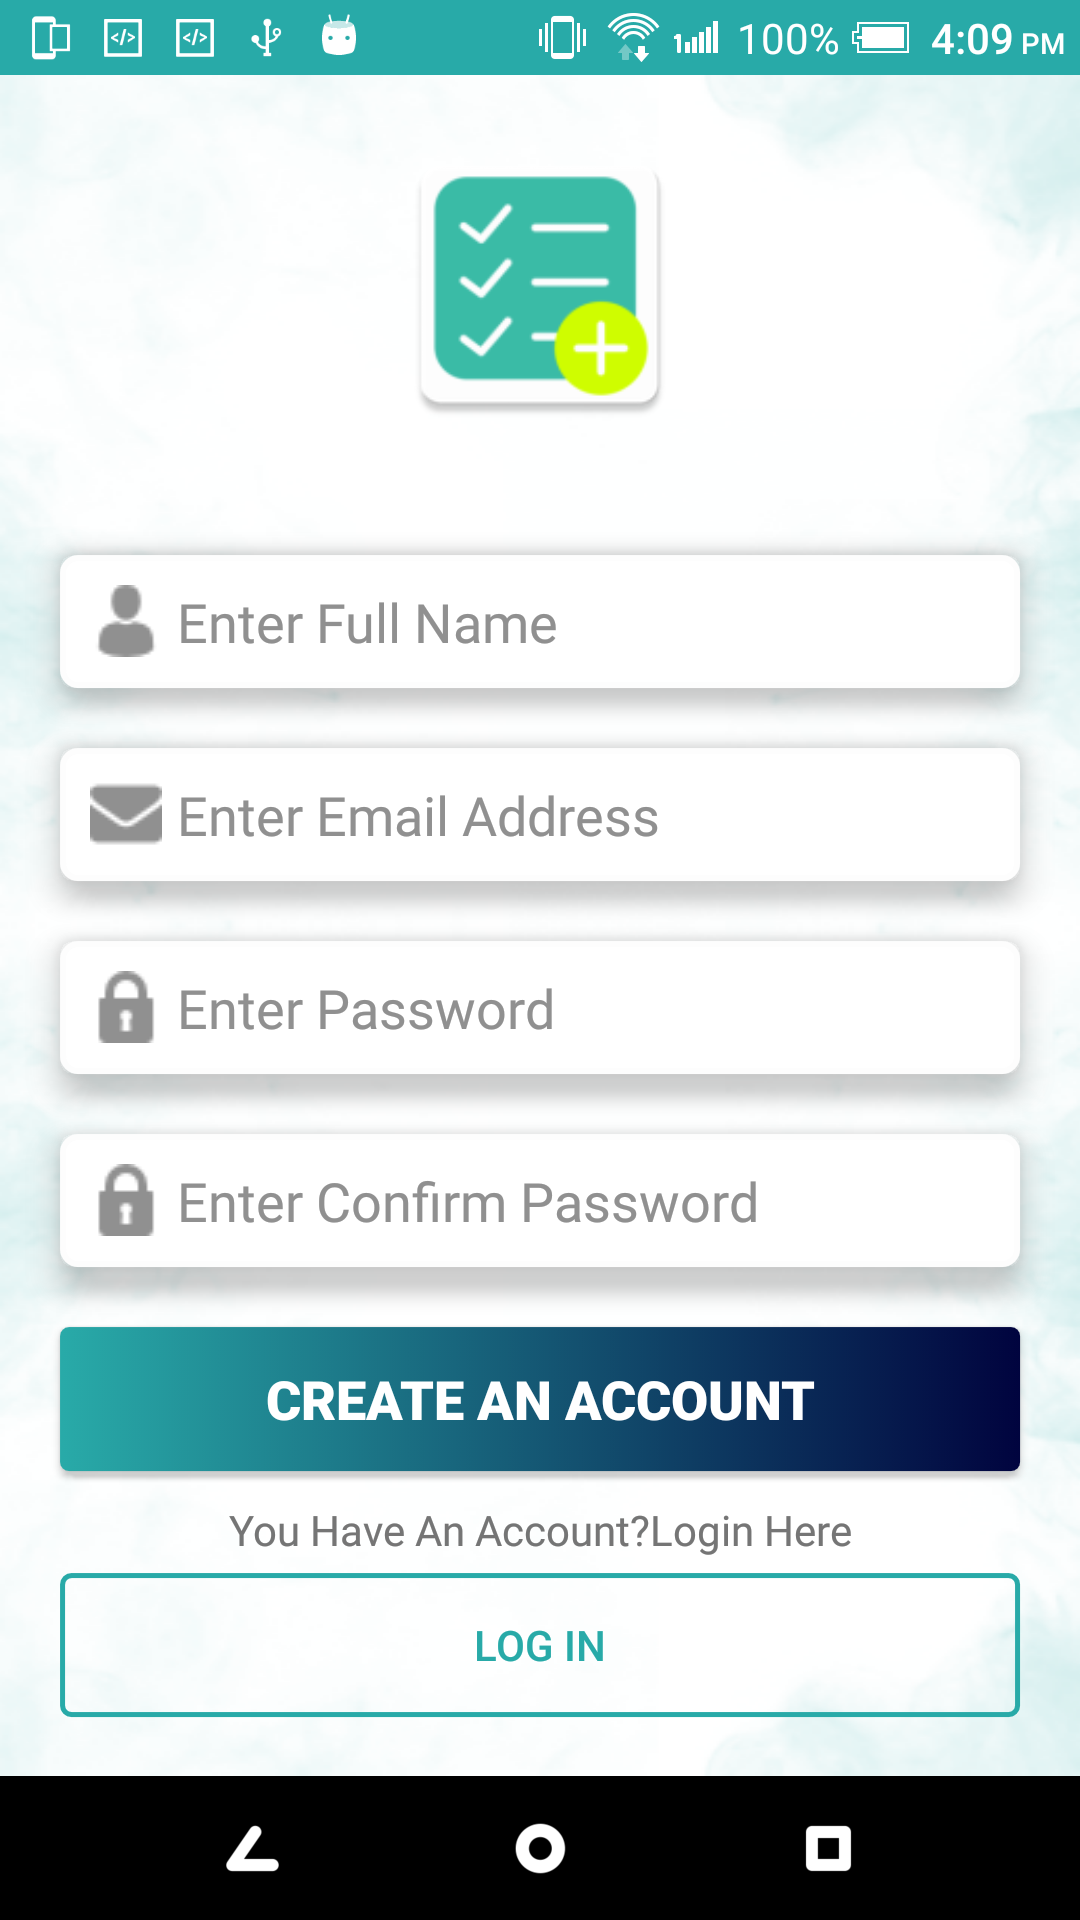 100% 4:09 PM
Enter Full Name
Enter Email Address
Enter Password
Enter Confirm Password
CREATE AN ACCOUNT
You Have An Account?Login Here
LOG IN